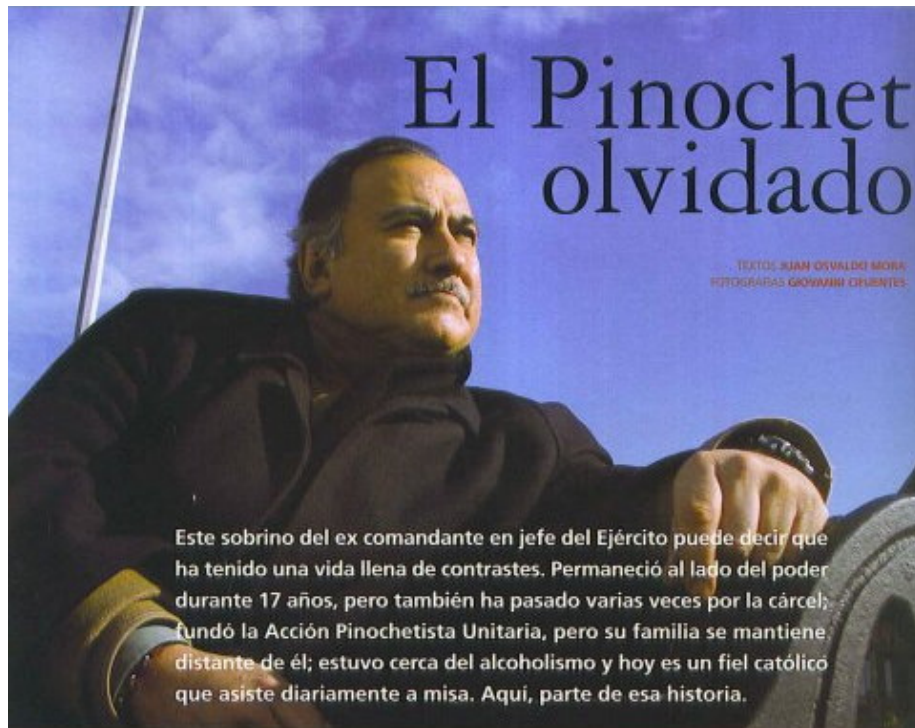 El Pinochet
olvidado
TEXTOS JUAN OSVALDO MORA
FOTOGRAFÍAS GIOVANNI CIFUENTES
Este sobrino del ex comandante en jefe del Ejército puede decir que
ha tenido una vida llena de contrastes. Permaneció al lado del poder
durante 17 años, pero también ha pasado varias veces por la cárcel;
fundó la Acción Pinochetista Unitaria, pero su familia se mantiene
distante de él; estuvo cerca del alcoholismo y hoy es un fiel católico
que asiste diariamente a misa. Aquí, parte de esa historia.